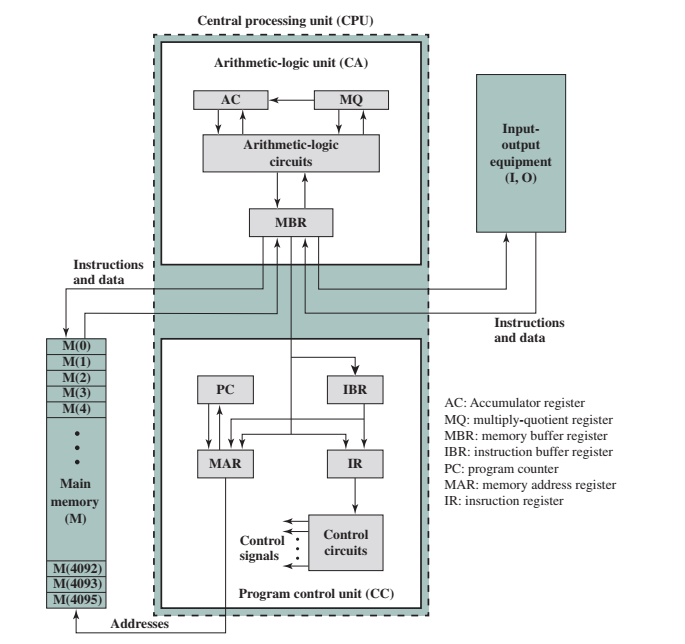 Central processing unit (CPU)
Arithmetic-logic unit (CA)
AC
MQ
Arithmetic-logic
circuits
MBR
Input-
output
equipment
(I, O)
Instructions
and data
Instructions
and data
M(0)
M(1)
M(2)
M(3)
M(4)
Main
memory
(M)
M(4092)
M(4093)
M(4095)
PC
IBR
MAR
IR
Control
signals
Control
circuits
Program control unit (CC)
Addresses
AC: Accumulator register
MQ: multiply-quotient register
MBR: memory buffer register
IBR: instruction buffer register
PC: program counter
MAR: memory address register
IR: insruction register